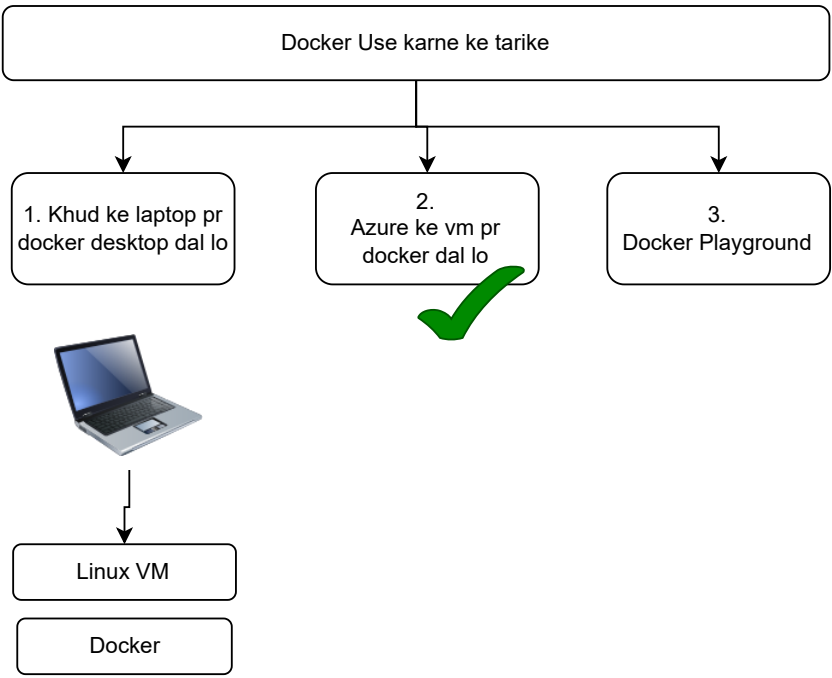 Docker Use karne ke tarike
1. Khud ke laptop pr
docker desktop dal lo
2.
Azure ke vm pr
docker dal lo
3.
Docker Playground
Linux VM
Docker